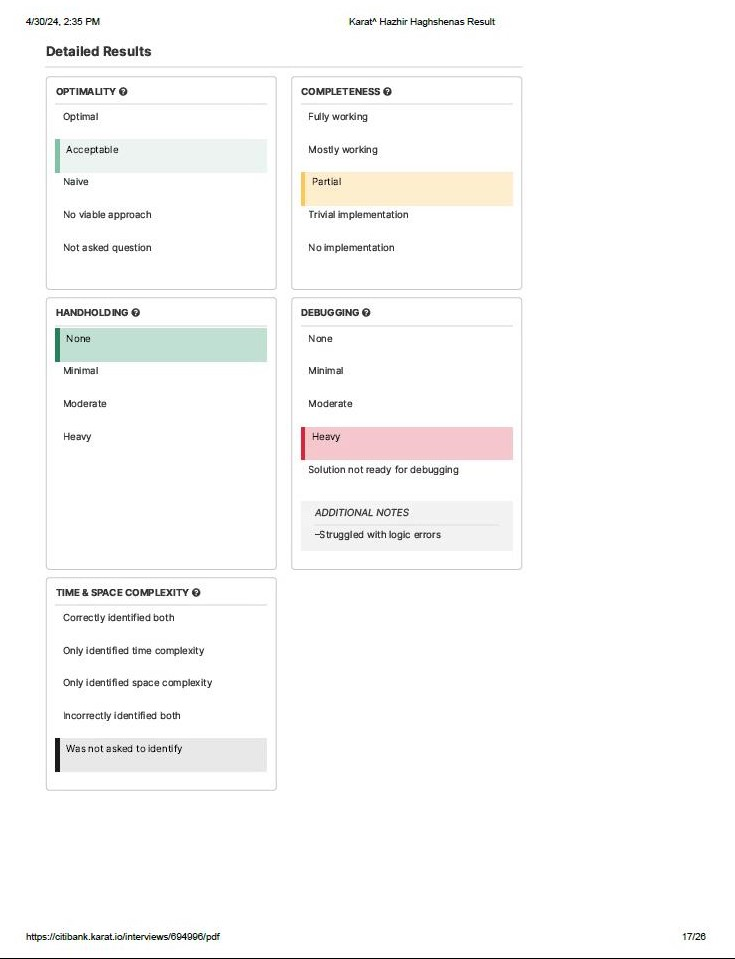 4/30/24, 2:35 PM
Karat^ Hazhir Haghshenas Result
Detailed Results
OPTIMALITY
Optimal
Acceptable
Naive
No viable approach
Not asked question
COMPLETENESS
Fully working
Mostly working
Partial
Trivial implementation
No implementation
HANDHOLDING
None
Minimal
Moderate
Heavy
DEBUGGING
None
Minimal
Moderate
Heavy
Solution not ready for debugging
ADDITIONAL NOTES
–Struggled with logic errors
TIME & SPACE COMPLEXITY
Correctly identified both
Only identified time complexity
Only identified space complexity
Incorrectly identified both
Was not asked to identify
https://citibank.karat.io/interviews/694996/pdf
17/26